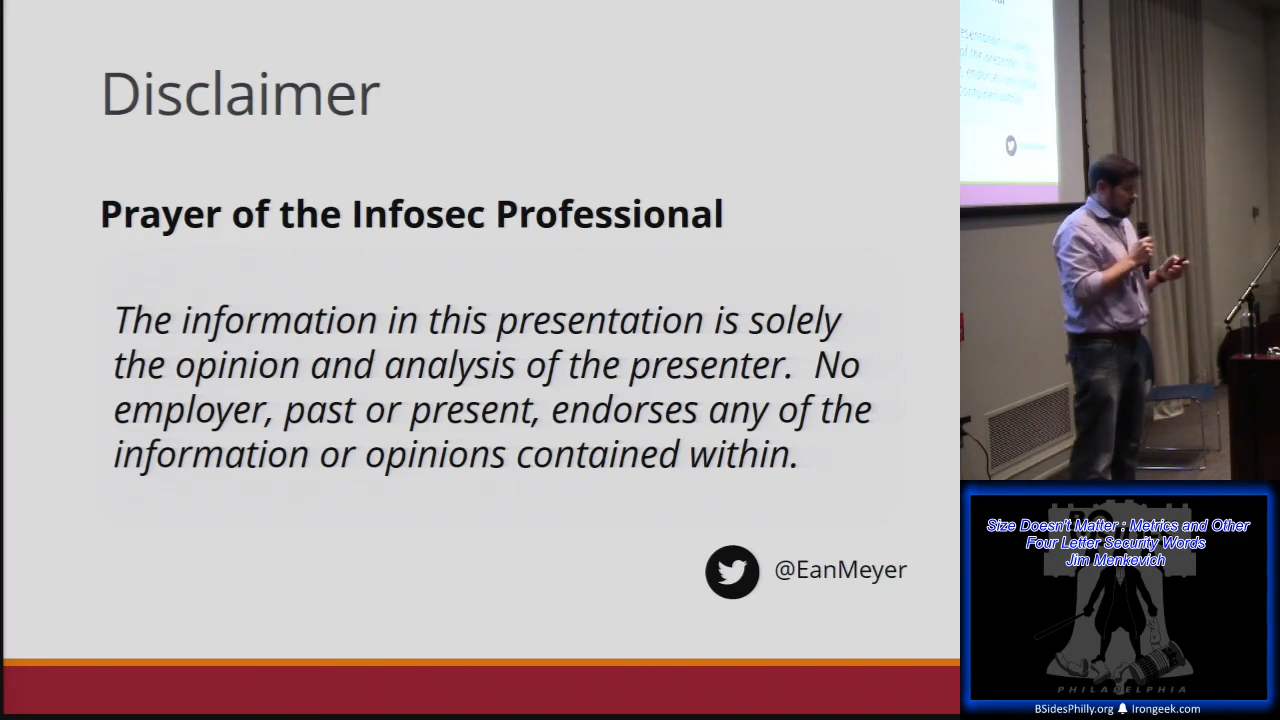 Disclaimer
Prayer of the Infosec Professional
The information in this presentation is solely
the opinion and analysis of the presenter.  No
employer, past or present, endorses any of the
information or opinions contained within.
@EanMeyer
Size Doesn't Matter : Metrics and Other
Four Letter Security Words
Jim Menkevich
PHILADELPHIA
BSidesPhilly.org Irongeek.com